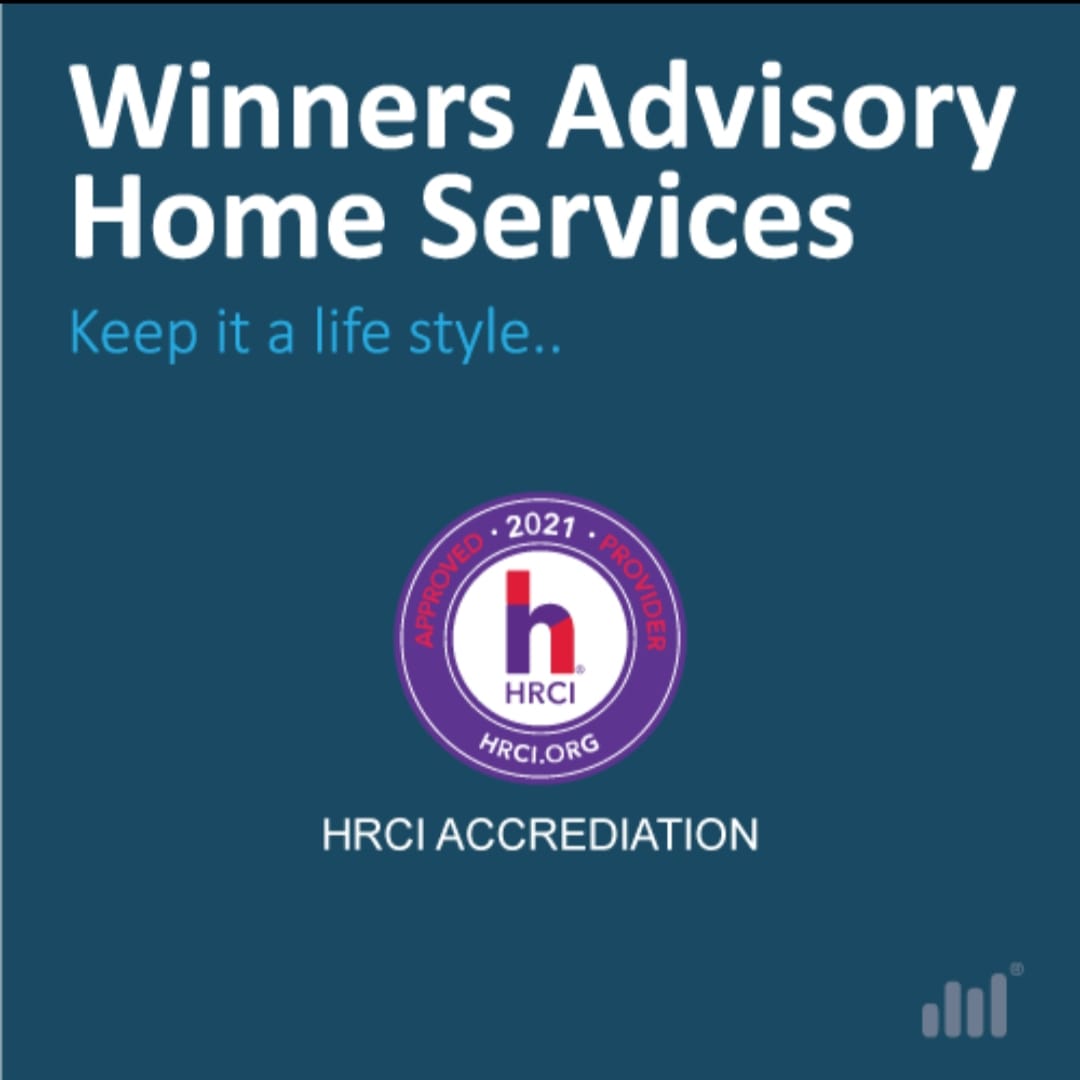 Winners Advisory
Home Services
Keep it a life style..
APPROVED · 2021 · PROVIDER
h®
HRCI
HRCI.ORG
HRCI ACCREDIATION
®